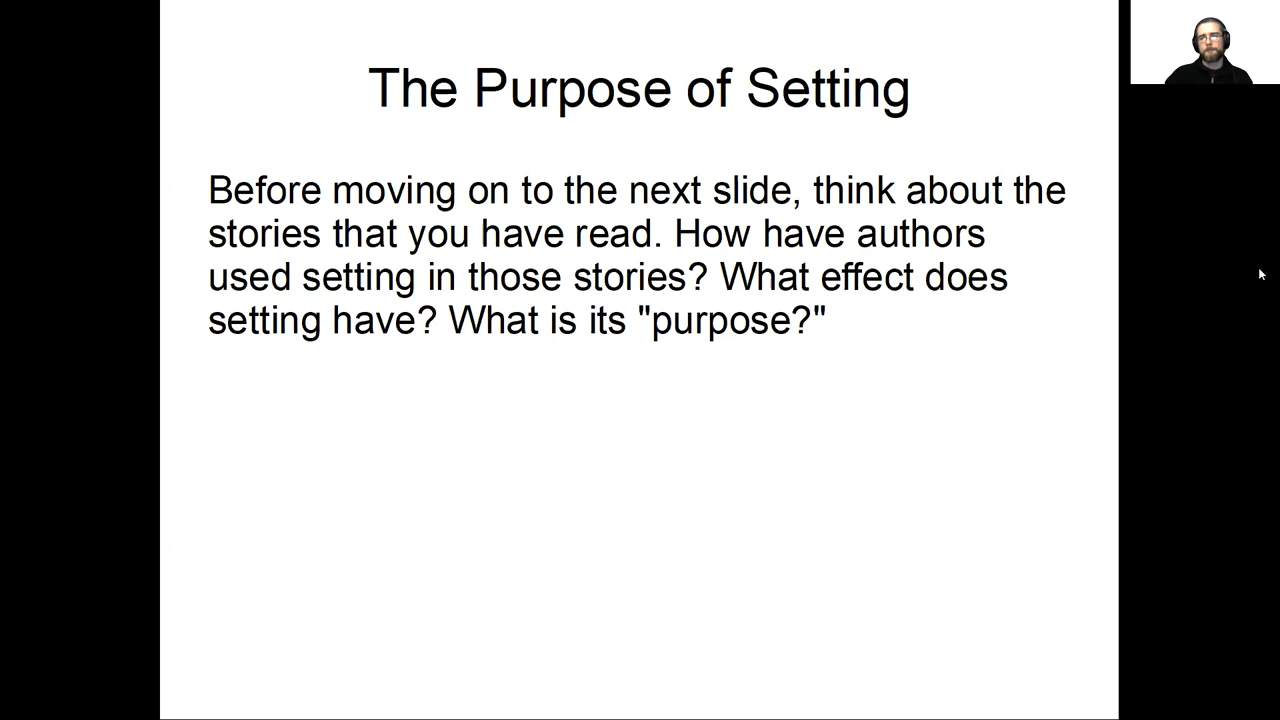 The Purpose of Setting
Before moving on to the next slide, think about the
stories that you have read. How have authors
used setting in those stories? What effect does
setting have? What is its "purpose?"